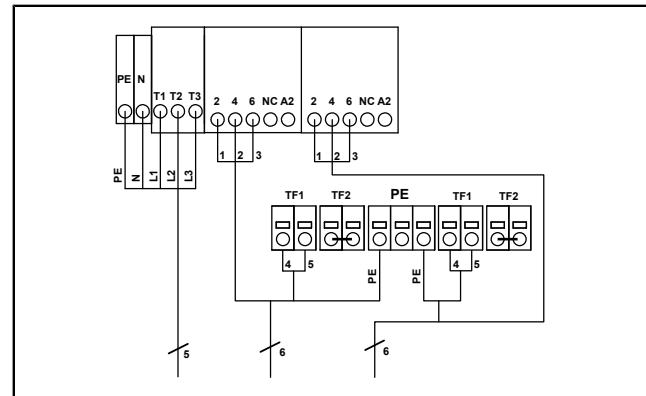 PE N T1 T2 T3
2 4 6 NC A2
2 4 6 NC A2
1 2 3
1 2 3
PE N L1 L2 L3
TF1 TF2 PE TF1 TF2
4 5
4 5
PE
PE
5
6
6